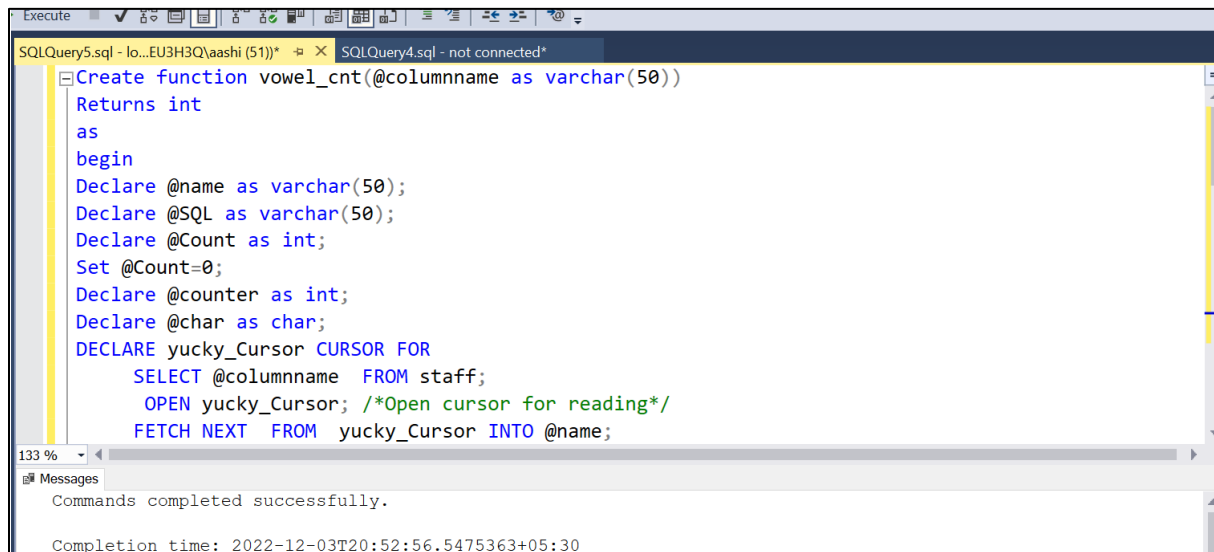 Execute
SQLQuery5.sql - lo...EU3H3Q\aashi (51))* SQLQuery4.sql - not connected*
Create function vowel_cnt(@columnname as varchar(50))
Returns int
as
begin
Declare @name as varchar(50);
Declare @SQL as varchar(50);
Declare @Count as int;
Set @Count=0;
Declare @counter as int;
Declare @char as char;
DECLARE yucky_Cursor CURSOR FOR
SELECT @columnname  FROM staff;
OPEN yucky_Cursor; /*Open cursor for reading*/
FETCH NEXT  FROM  yucky_Cursor INTO @name;
133 %
Messages
Commands completed successfully.
Completion time: 2022-12-03T20:52:56.5475363+05:30